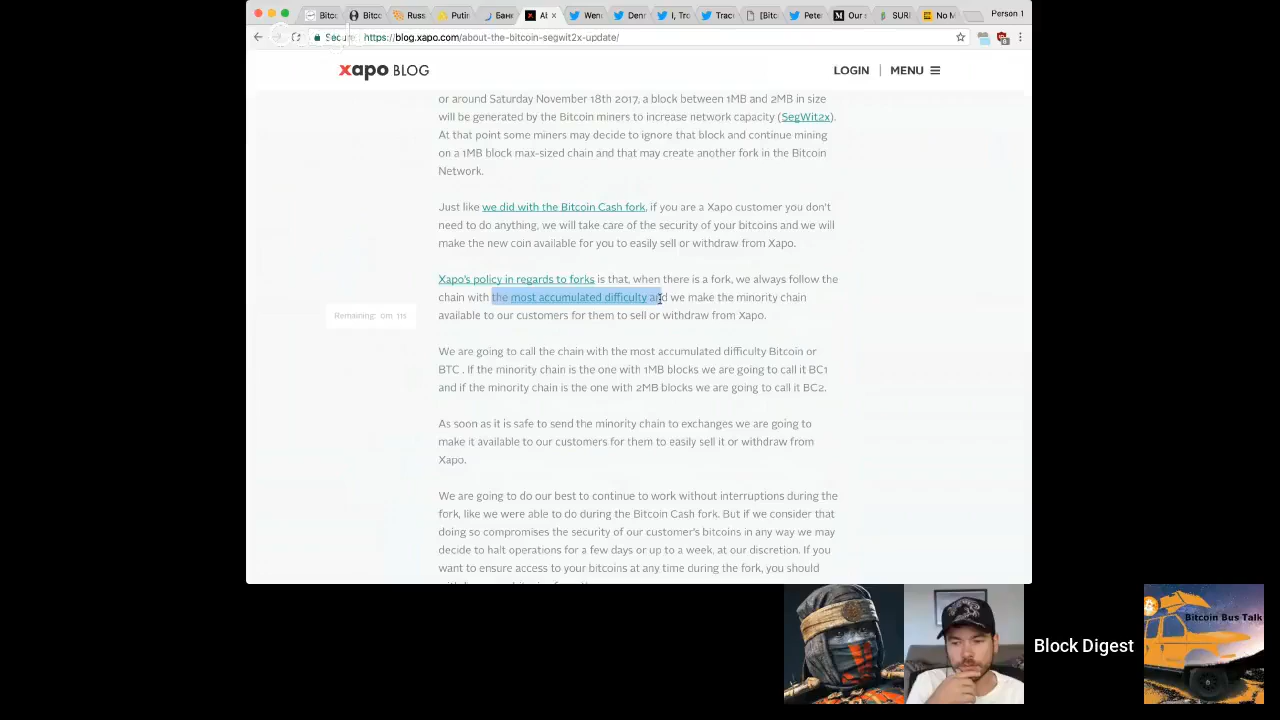 Bitc
Bitc
Russ
Putir
Бане
Al
Wen
Denr
I, Tro
Trac
[Bitc
Pete
Our
SURI
No M
Person 1
Secure
https://blog.xapo.com/about-the-bitcoin-segwit2x-update/
xapo BLOG
LOGIN
MENU
or around Saturday November 18th 2017, a block between 1MB and 2MB in size
will be generated by the Bitcoin miners to increase network capacity (SegWit2x).
At that point some miners may decide to ignore that block and continue mining
on a 1MB block max-sized chain and that may create another fork in the Bitcoin
Network.
Just like we did with the Bitcoin Cash fork, if you are a Xapo customer you don't
need to do anything, we will take care of the security of your bitcoins and we will
make the new coin available for you to easily sell or withdraw from Xapo.
Xapo's policy in regards to forks is that, when there is a fork, we always follow the
chain with the most accumulated difficulty and we make the minority chain
available to our customers for them to sell or withdraw from Xapo.
Remaining: 0m 11s
We are going to call the chain with the most accumulated difficulty Bitcoin or
BTC . If the minority chain is the one with 1MB blocks we are going to call it BC1
and if the minority chain is the one with 2MB blocks we are going to call it BC2.
As soon as it is safe to send the minority chain to exchanges we are going to
make it available to our customers for them to easily sell it or withdraw from
Xapo.
We are going to do our best to continue to work without interruptions during the
fork, like we were able to do during the Bitcoin Cash fork. But if we consider that
doing so compromises the security of our customer's bitcoins in any way we may
decide to halt operations for a few days or up to a week, at our discretion. If you
want to ensure access to your bitcoins at any time during the fork, you should
Block Digest
Bitcoin Bus Talk